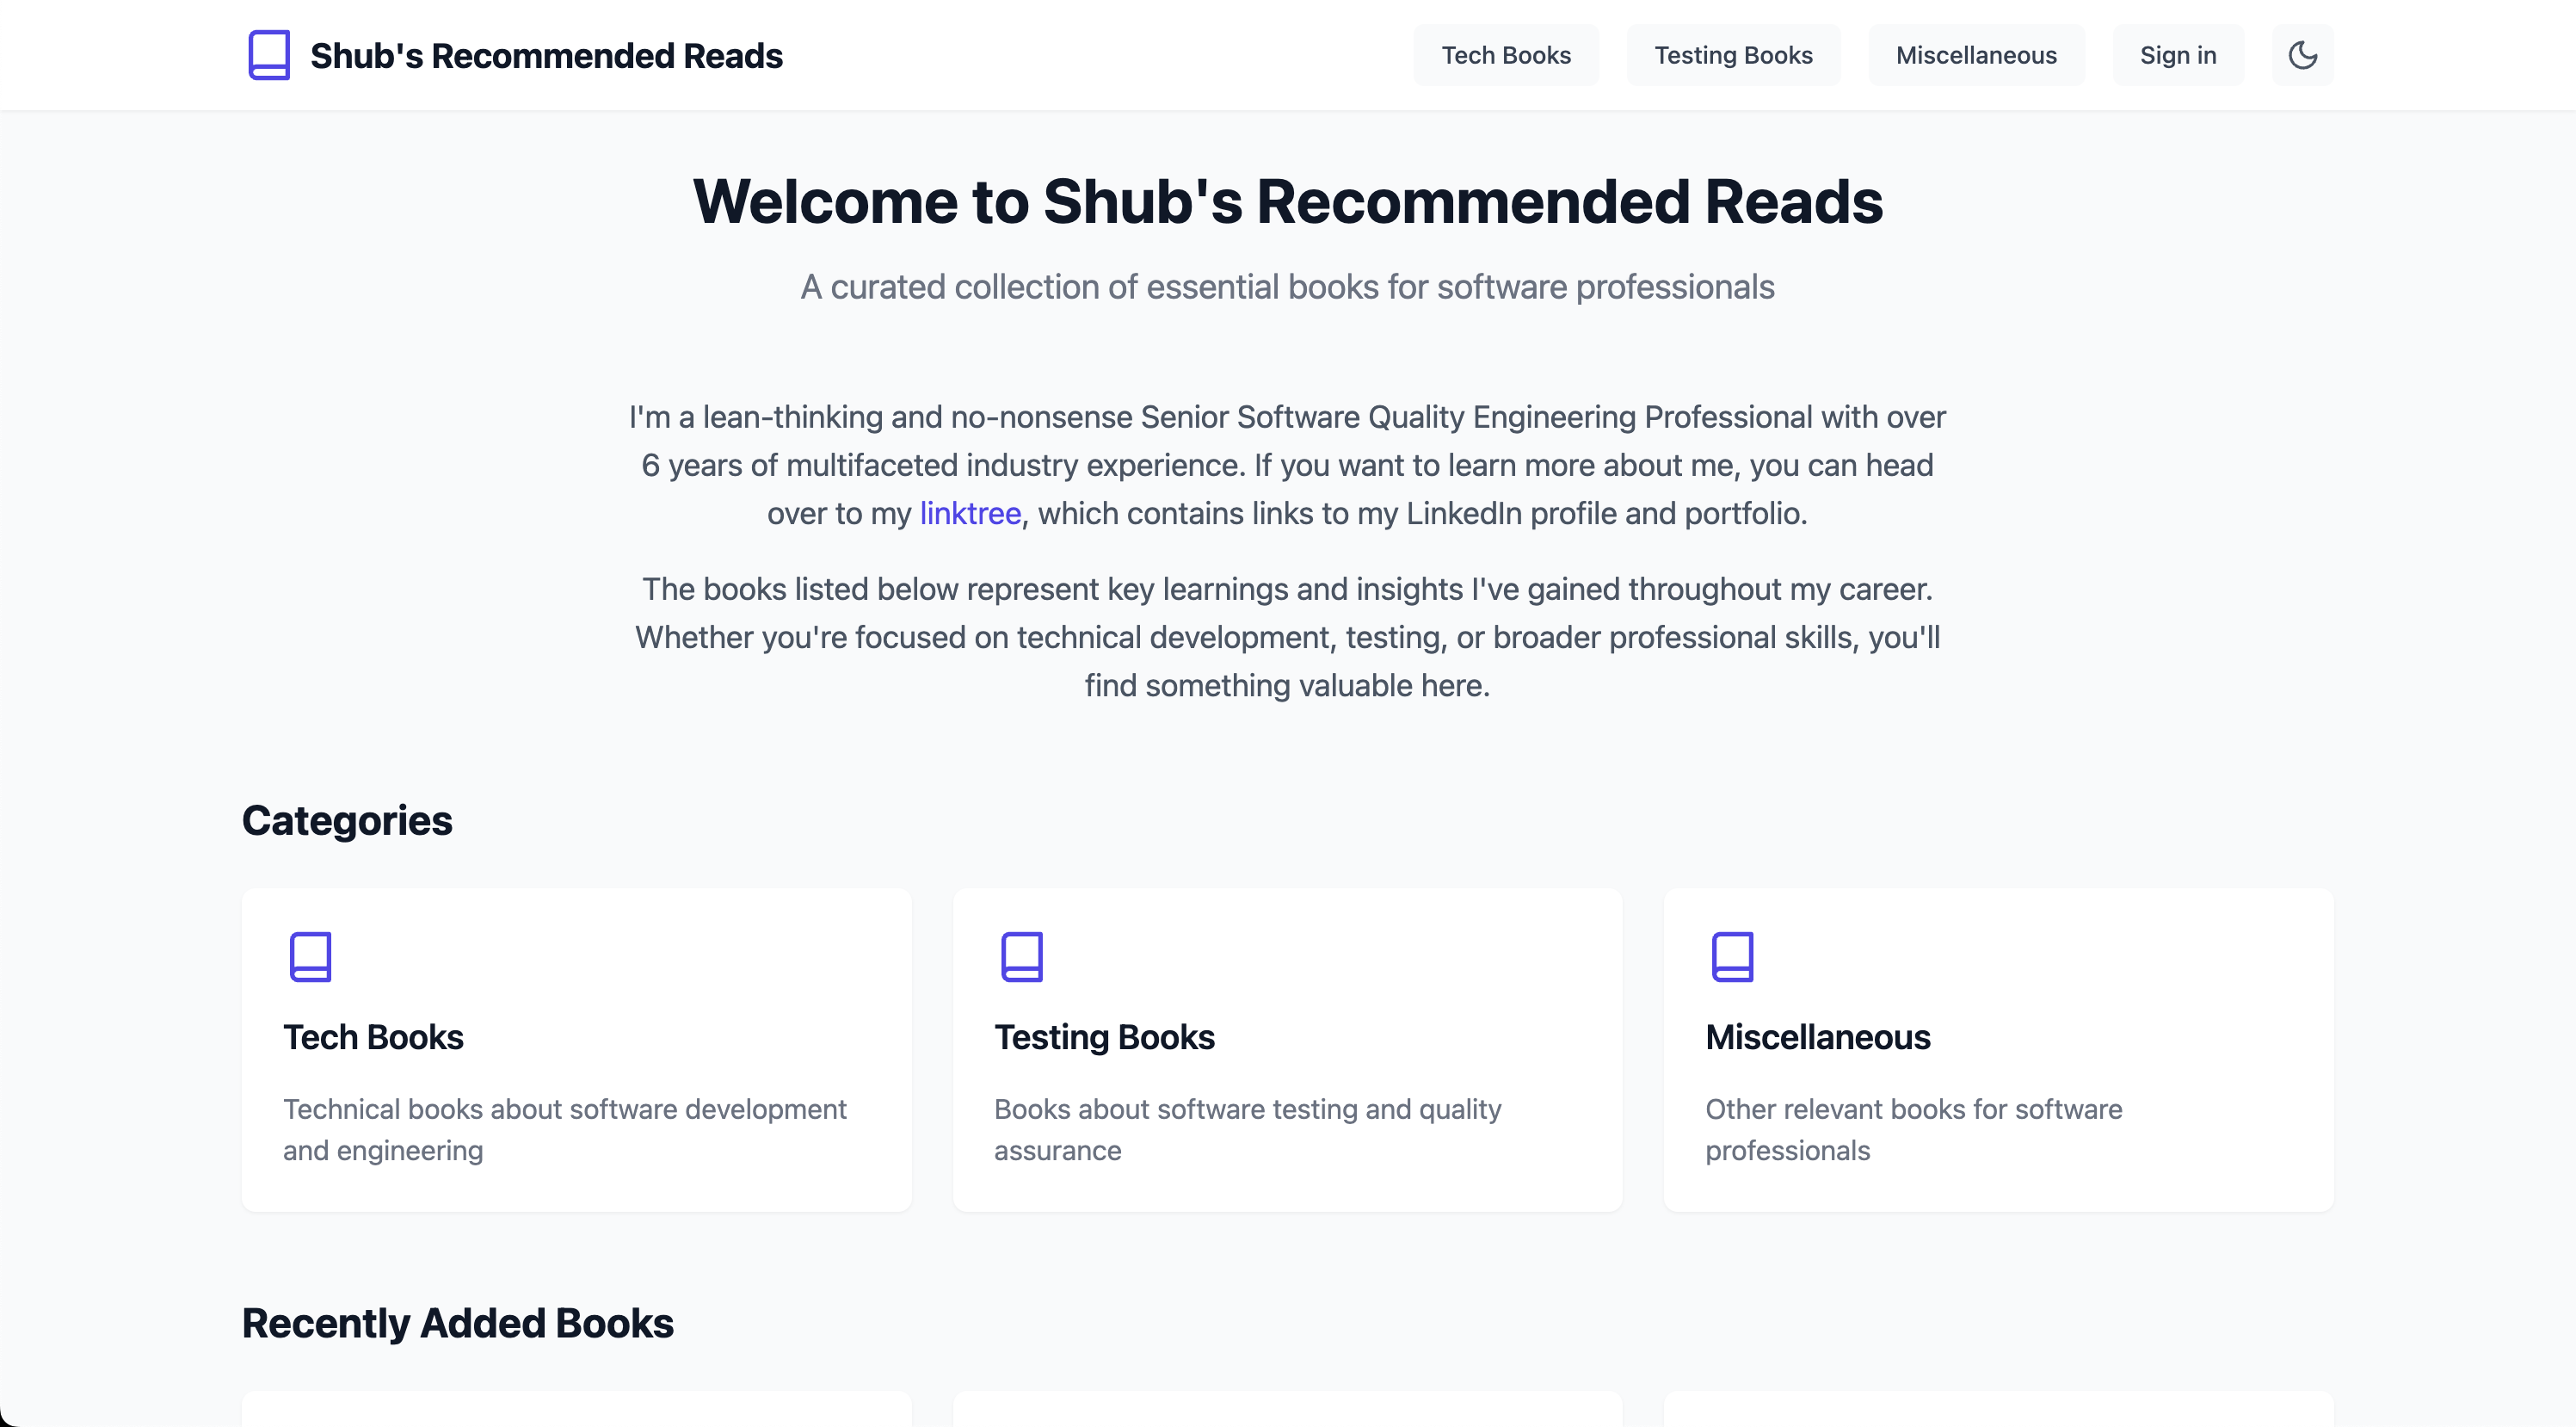 Shub's Recommended Reads
Tech Books
Testing Books
Miscellaneous
Sign in
Welcome to Shub's Recommended Reads
A curated collection of essential books for software professionals
I'm a lean-thinking and no-nonsense Senior Software Quality Engineering Professional with over
6 years of multifaceted industry experience. If you want to learn more about me, you can head
over to my linktree, which contains links to my LinkedIn profile and portfolio.
The books listed below represent key learnings and insights I've gained throughout my career.
Whether you're focused on technical development, testing, or broader professional skills, you'll
find something valuable here.
Categories
Tech Books
Technical books about software development
and engineering
Testing Books
Books about software testing and quality
assurance
Miscellaneous
Other relevant books for software
professionals
Recently Added Books